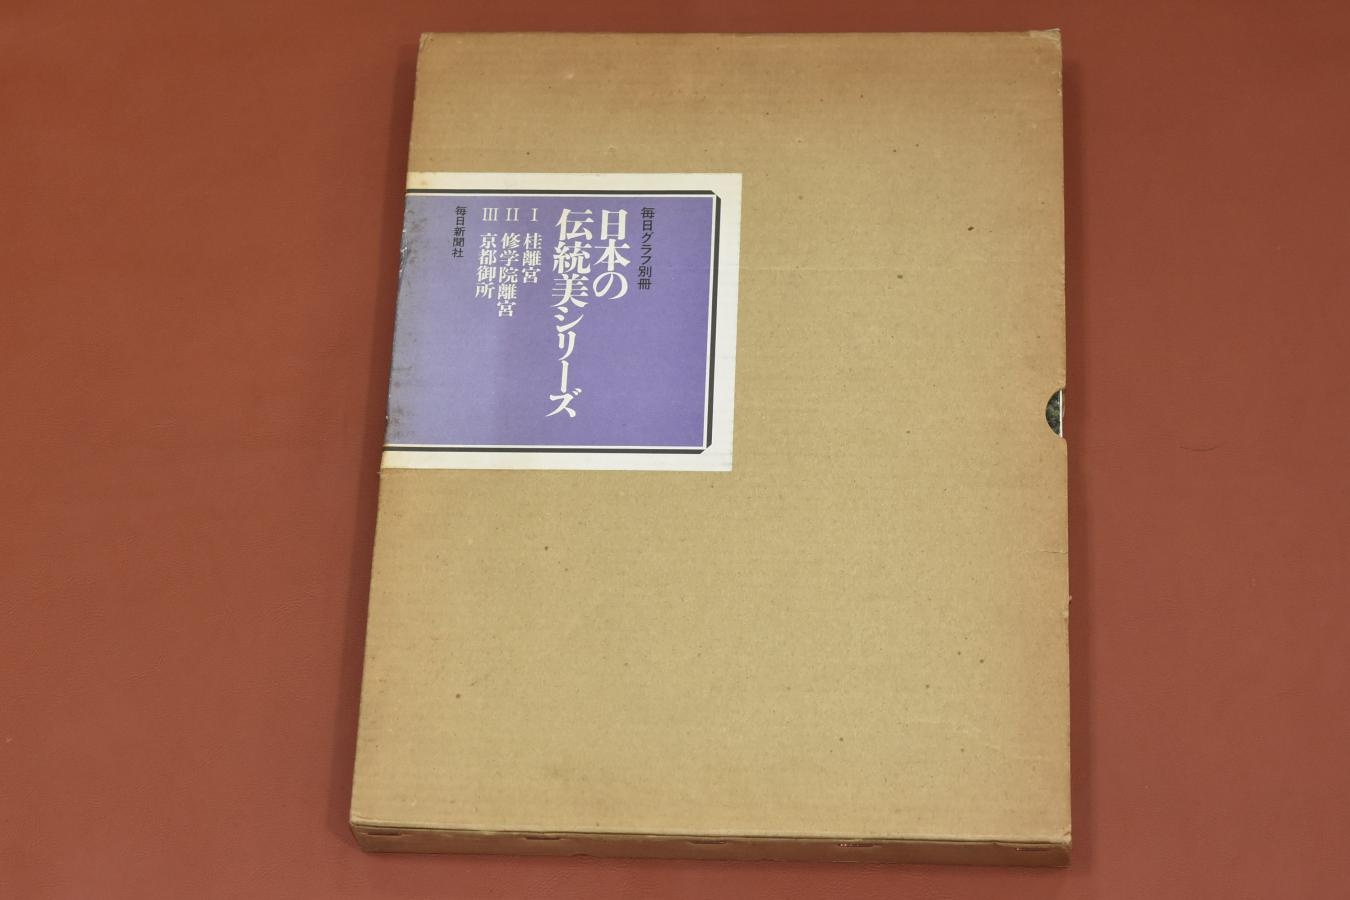 毎日グラフ別冊
日本の
伝統美シリーズ
Ⅰ 桂離宮
Ⅱ 修学院離宮
Ⅲ 京都御所
毎日新聞社